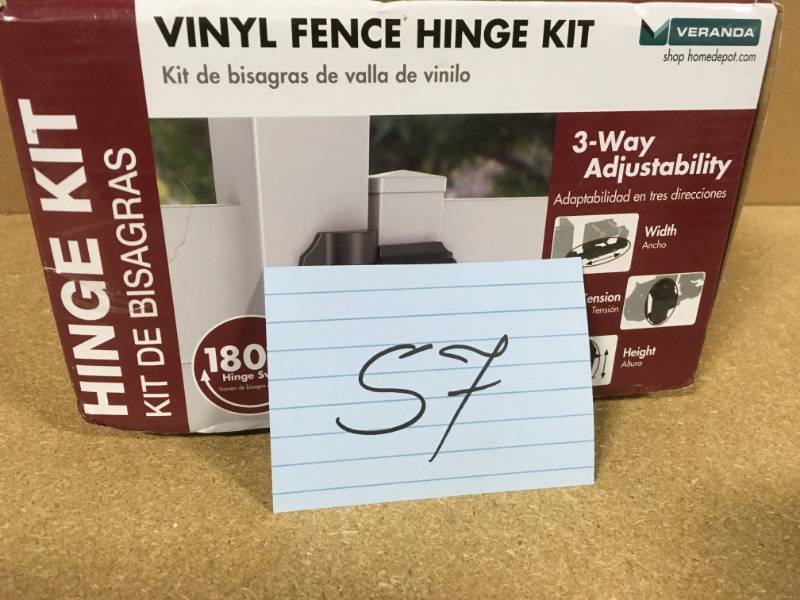 VINYL FENCE HINGE KIT
Kit de bisagras de valla de vinilo
VERANDA
shop homedepot.com
HINGE KIT
KIT DE BISAGRAS
3-Way
Adjustability
Adaptabilidad en tres direcciones
Width
Ancho
Tensión
Height
Altura
180
Hinge
S7